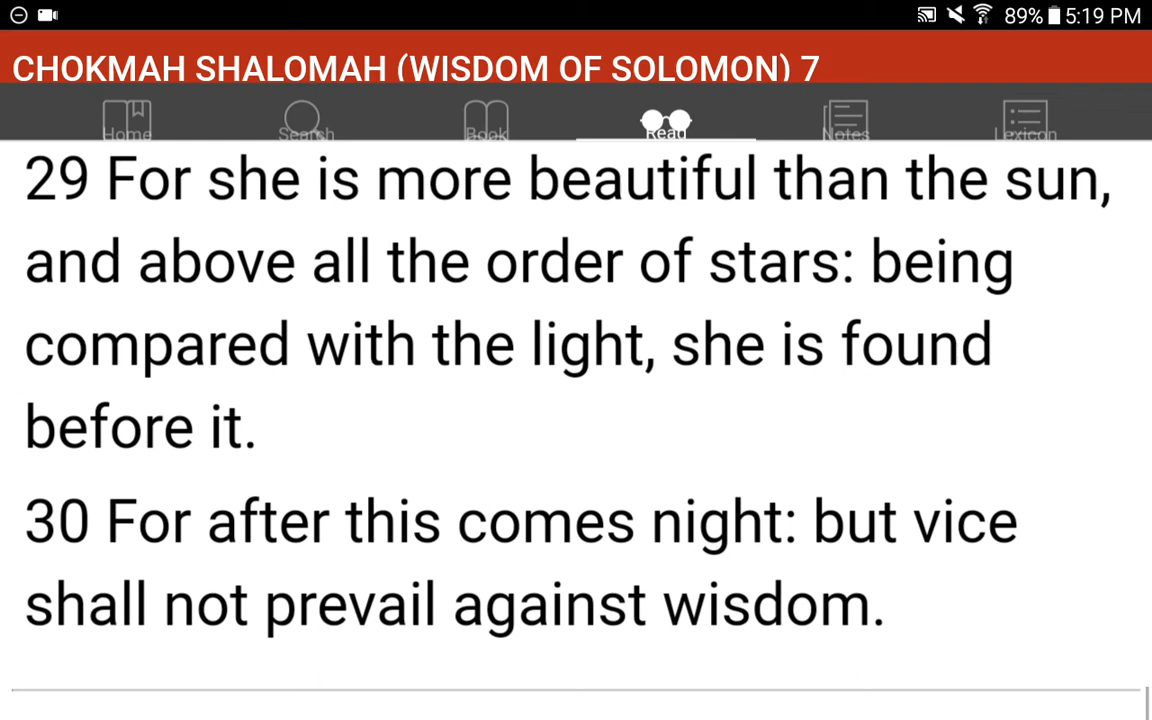 89% 5:19 PM
CHOKMAH SHALOMAH (WISDOM OF SOLOMON) 7
Home Search Book Read Notes Lexicon
29 For she is more beautiful than the sun,
and above all the order of stars: being
compared with the light, she is found
before it.
30 For after this comes night: but vice
shall not prevail against wisdom.